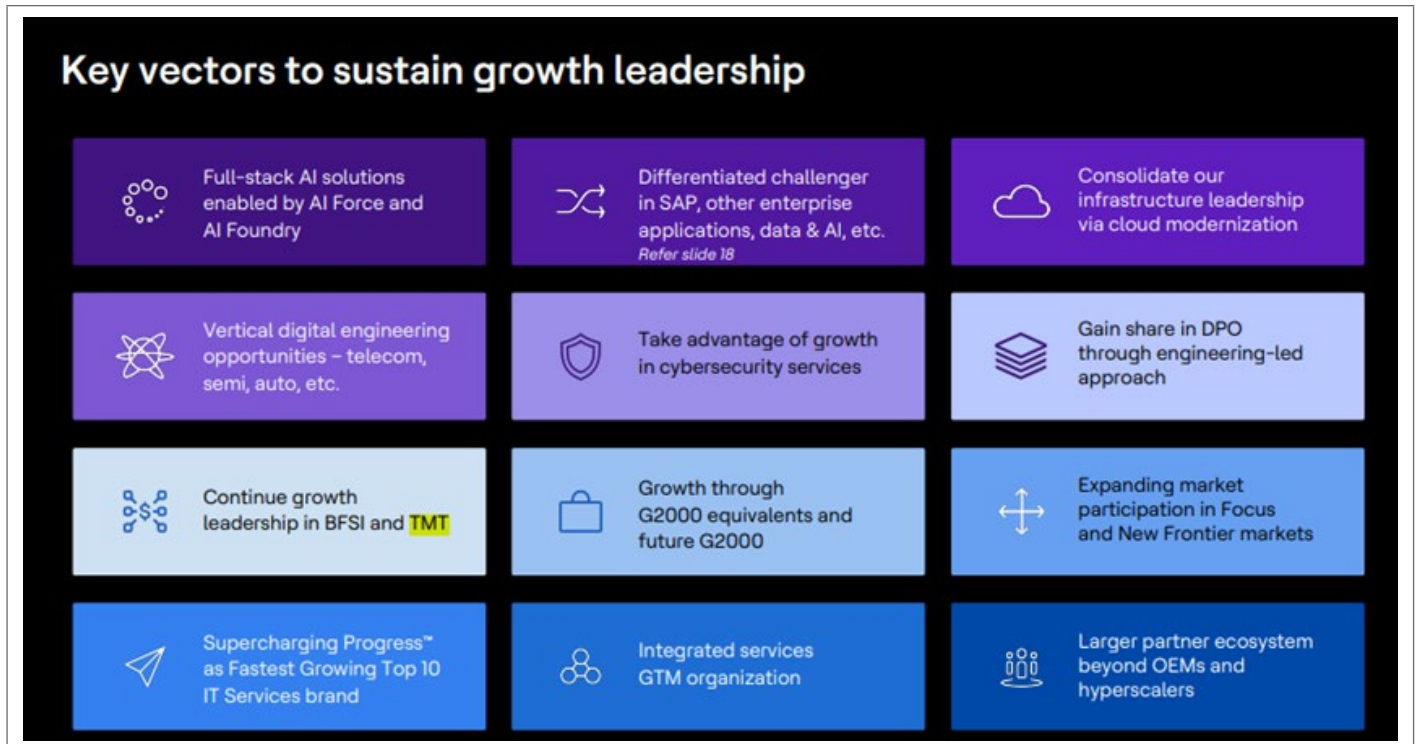 Key vectors to sustain growth leadership
Full-stack AI solutions
enabled by AI Force and
AI Foundry
Differentiated challenger
in SAP, other enterprise
applications, data & AI, etc.
Refer slide 18
Consolidate our
infrastructure leadership
via cloud modernization
Vertical digital engineering
opportunities – telecom,
semi, auto, etc.
Take advantage of growth
in cybersecurity services
Gain share in DPO
through engineering-led
approach
Continue growth
leadership in BFSI and TMT
Growth through
G2000 equivalents and
future G2000
Expanding market
participation in Focus
and New Frontier markets
Supercharging Progress™
as Fastest Growing Top 10
IT Services brand
Integrated services
GTM organization
Larger partner ecosystem
beyond OEMs and
hyperscalers